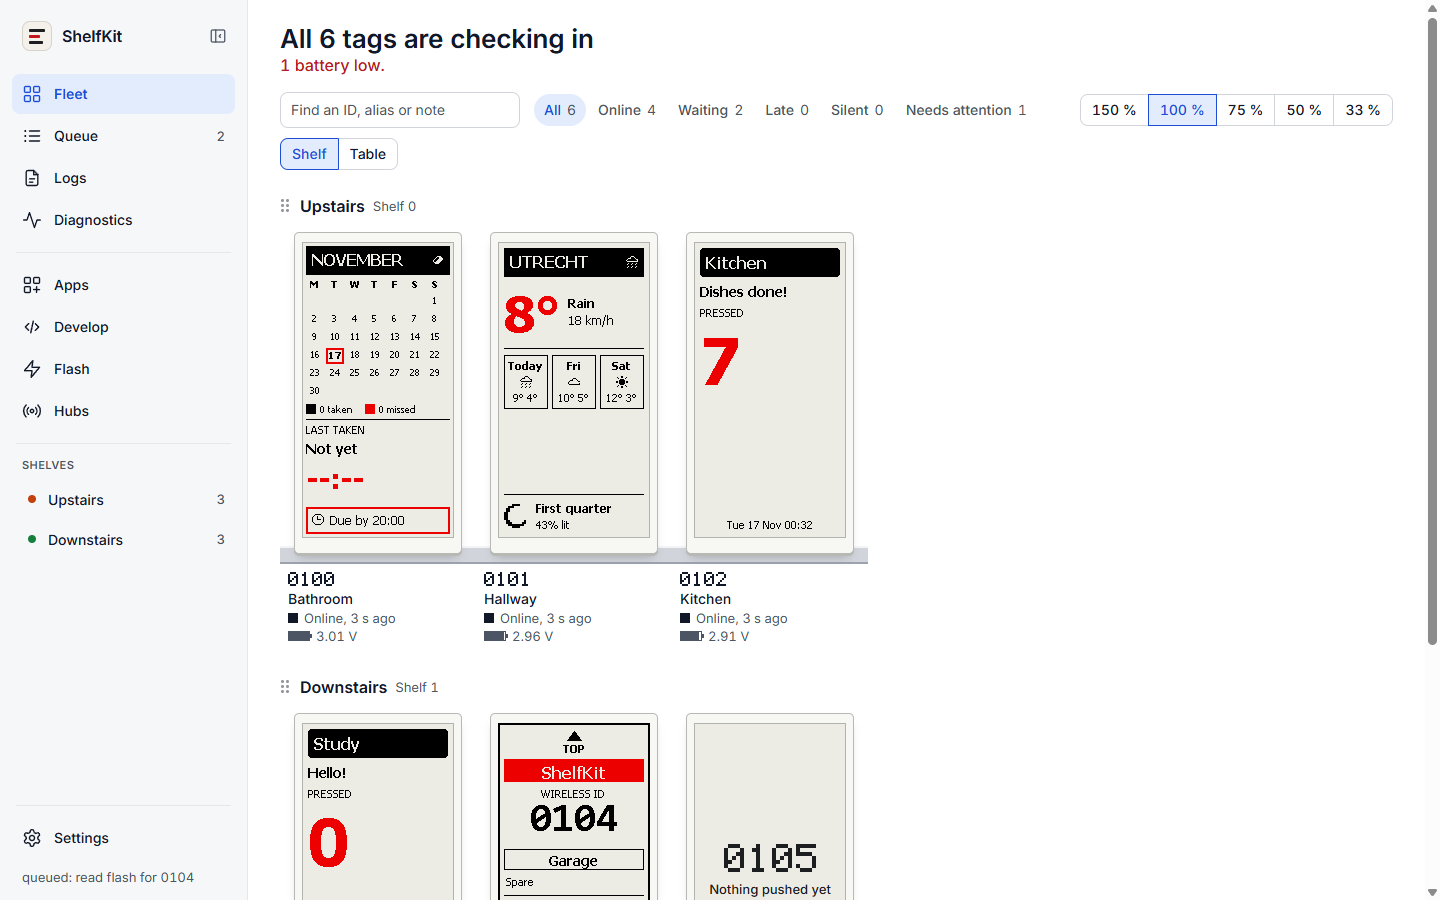 ShelfKit
Fleet
Queue 2
Logs
Diagnostics
Apps
Develop
Flash
Hubs
SHELVES
Upstairs 3
Downstairs 3
Settings
queued: read flash for 0104
All 6 tags are checking in
1 battery low.
Find an ID, alias or note
All 6 Online 4 Waiting 2 Late 0 Silent 0 Needs attention 1
150 % 100 % 75 % 50 % 33 %
Shelf Table
Upstairs Shelf 0
NOVEMBER
M T W T F S S
1
2 3 4 5 6 7 8
9 10 11 12 13 14 15
16 17 18 19 20 21 22
23 24 25 26 27 28 29
30
0 taken 0 missed
LAST TAKEN
Not yet
--:--
Due by 20:00
0100
Bathroom
Online, 3 s ago
3.01 V
UTRECHT
8°
Rain
18 km/h
Today Fri Sat
9° 4° 10° 5° 12° 3°
First quarter
43% lit
0101
Hallway
Online, 3 s ago
2.96 V
Kitchen
Dishes done!
PRESSED
7
Tue 17 Nov 00:32
0102
Kitchen
Online, 3 s ago
2.91 V
Downstairs Shelf 1
Study
Hello!
PRESSED
0
TOP
ShelfKit
WIRELESS ID
0104
Garage
Spare
0105
Nothing pushed yet